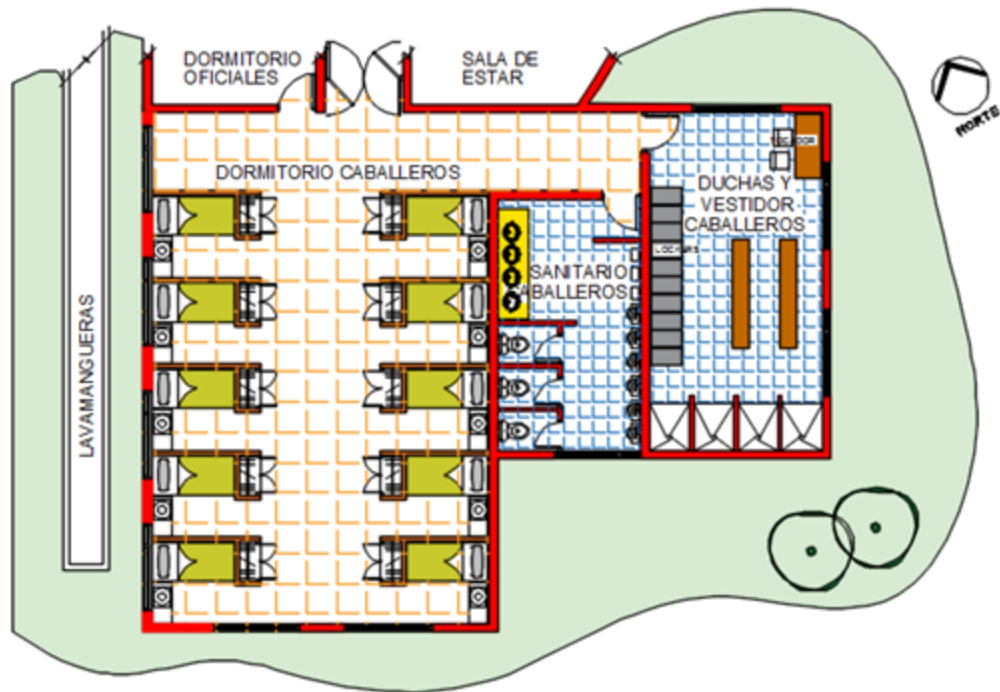 DORMITORIO
OFICIALES
SALA DE
ESTAR
NORTE
DORMITORIO CABALLEROS
DUCHAS Y
VESTIDOR
CABALLEROS
SANITARIO
CABALLEROS
LAVAMANGUERAS